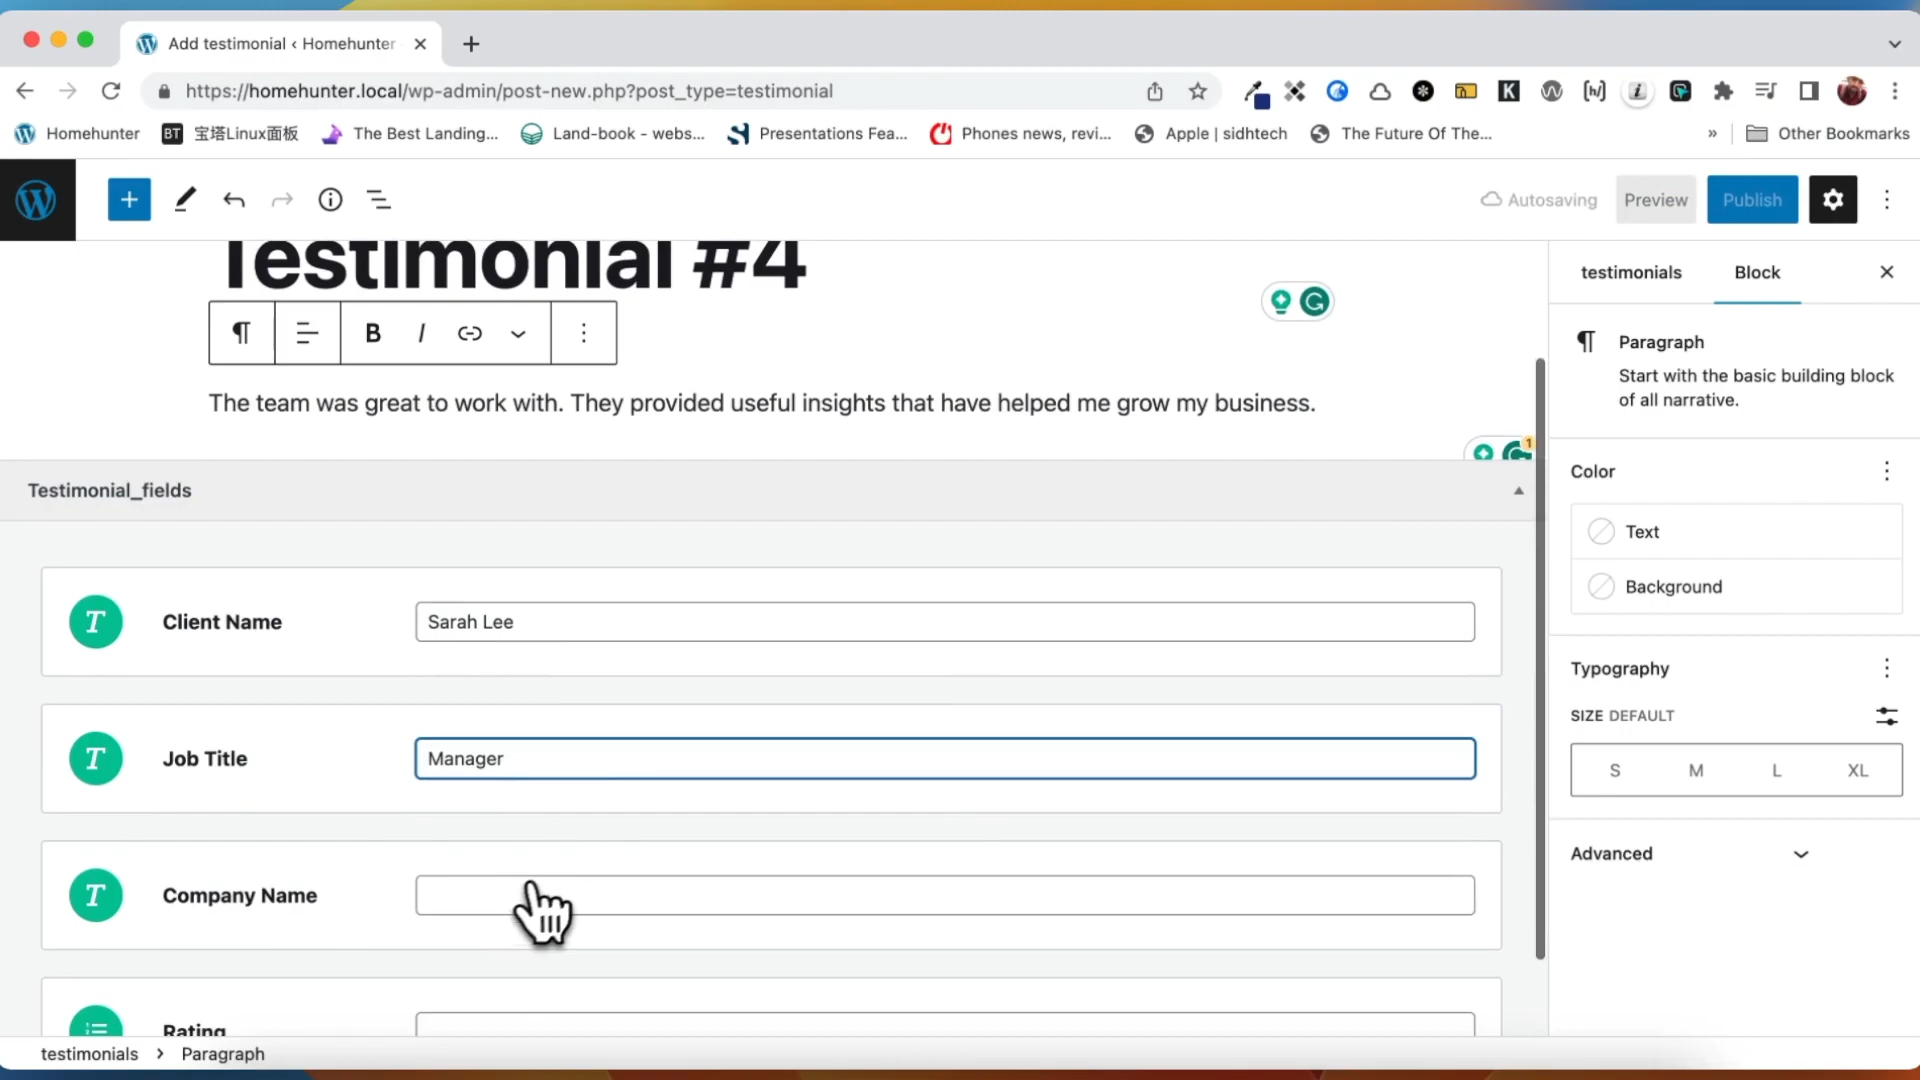 Add testimonial ‹ Homehunter
https://homehunter.local/wp-admin/post-new.php?post_type=testimonial
Homehunter
BT
宝塔Linux面板
The Best Landing...
Land-book - webs...
Presentations Fea...
Phones news, revi...
Apple | sidhtech
The Future Of The...
»
Other Bookmarks
Autosaving
Preview
Publish
Testimonial #4
B
I
The team was great to work with. They provided useful insights that have helped me grow my business.
1
Testimonial_fields
T
Client Name
Sarah Lee
T
Job Title
Manager
T
Company Name
Rating
testimonials
Block
Paragraph
Start with the basic building block
of all narrative.
Color
Text
Background
Typography
SIZE DEFAULT
S M L XL
Advanced
testimonials › Paragraph